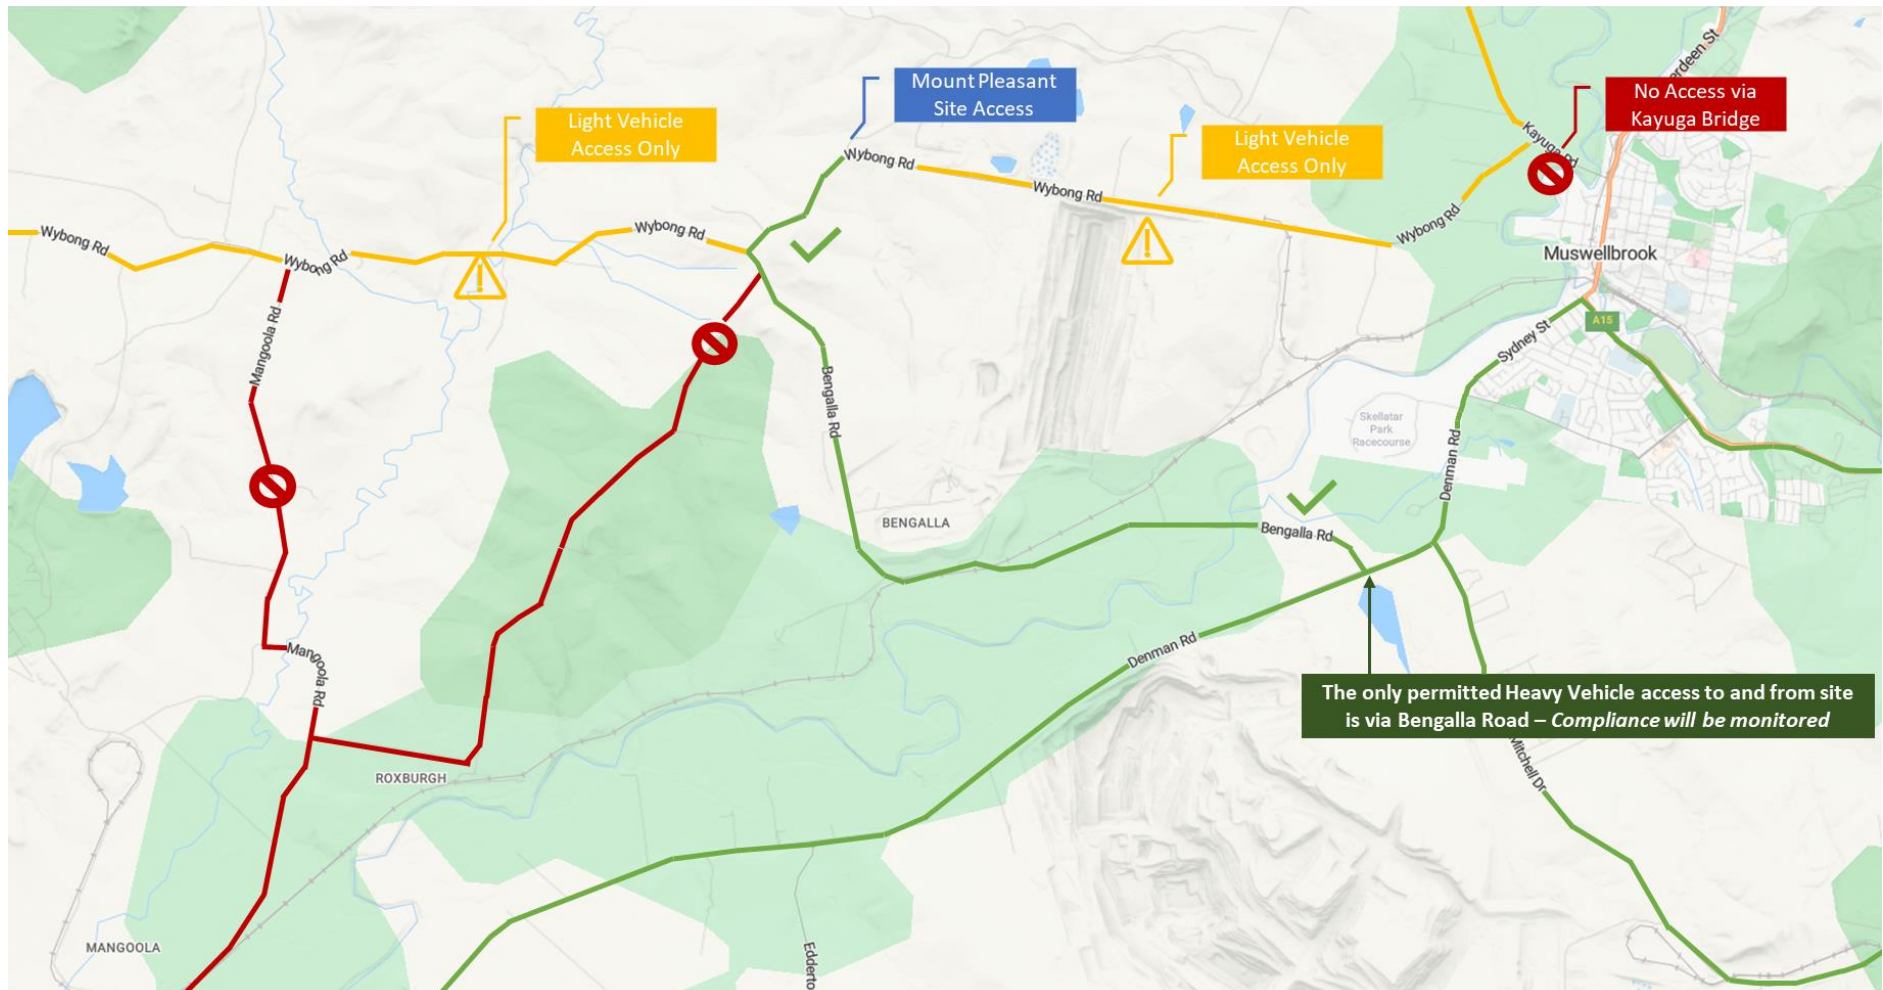 erdeen St
Mount Pleasant
Site Access
No Access via
Kayuga Bridge
Light Vehicle
Access Only
Light Vehicle
Access Only
Kayuga Rd
Wybong Rd
Wybong Rd
Wybong Rd
Wybong Rd
Wybong Rd
Wybong Rd
Muswellbrook
A15
Mangoola Rd
Sydney St
Bengalla Rd
Skellatar
Park
Racecourse
Denman Rd
BENGALLA
Bengalla Rd
Denman Rd
Mangoola Rd
The only permitted Heavy Vehicle access to and from site
is via Bengalla Road – Compliance will be monitored
Mitchell Dr
ROXBURGH
MANGOOLA
Edderto